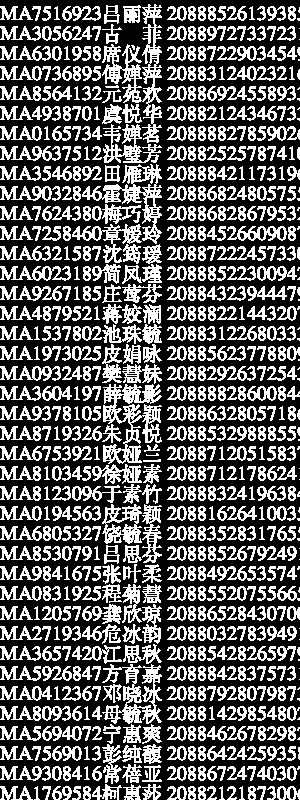 MA7516923吕丽萍 2088852613938
MA3056247古　菲 2088972733723
MA6301958席仪倩 2088722903454
MA0736895傅婵萍 2088312402321
MA8564132元苑欢 2088692455893
MA4938701虞悦华 2088212434673
MA0165734韦婵茗 2088882785902
MA9637512洪璧芳 2088252578741
MA3546892田雁琳 2088842117319
MA9032846霍婕萍 2088682480575
MA7624380梅巧婷 2088682867953
MA7258460章媛玲 2088452660908
MA6321587沈筠瑗 2088722245733
MA6023189简凤瑾 2088852230094
MA9267185庄莺芬 2088432394447
MA4879521蒋姣澜 2088822144320
MA1537802池珠毓 2088312268033
MA1973025皮娟咏 2088562377880
MA0932487樊慧妹 2088292637254
MA3604197薛毓影 2088882860084
MA9378105欧彩颖 2088632805718
MA8719326朱贞悦 2088532988855
MA6753921欧娅兰 2088712051583
MA8103459徐娅素 2088712178624
MA8123096于素竹 2088832419638
MA0194563皮琦颖 2088162641003
MA6805327饶毓春 2088352831765
MA8530791吕思芬 208885267924​91
MA9841675张叶柔 2088492653574
MA0831925程菊慧 2088552075566
MA1205769龚欣琼 2088652843070
MA2719346危冰韵 2088032783949
MA3657420江思秋 2088542826597
MA5926847方育嘉 2088842837573
MA0412367邓晓冰 2088792807987
MA8093614母毓秋 2088142985480
MA5694072宁惠爽 2088462678298
MA7569013彭纯馥 2088642425935
MA9308416常蓓亚 2088672474030
MA1769584柯惠莎 2088212187300